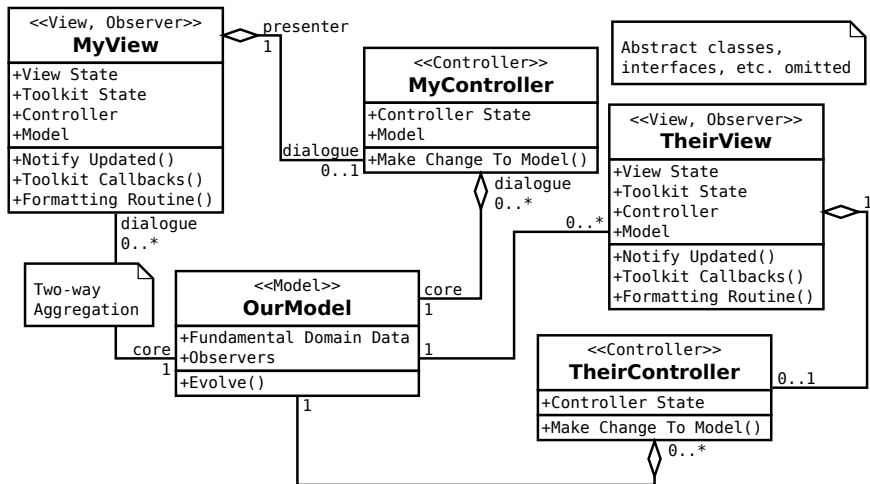 <<View, Observer>>
MyView
+View State
+Toolkit State
+Controller
+Model
+Notify Updated()
+Toolkit Callbacks()
+Formatting Routine()
presenter
1
dialogue
0..1
<<Controller>>
MyController
+Controller State
+Model
+Make Change To Model()
Abstract classes,
interfaces, etc. omitted
<<View, Observer>>
TheirView
+View State
+Toolkit State
+Controller
+Model
+Notify Updated()
+Toolkit Callbacks()
+Formatting Routine()
1
dialogue
0..*
dialogue
0..*
0..*
Two-way
Aggregation
<<Model>>
OurModel
+Fundamental Domain Data
+Observers
+Evolve()
core
1
core
1
1
1
<<Controller>>
TheirController
+Controller State
+Make Change To Model()
0..1
0..*